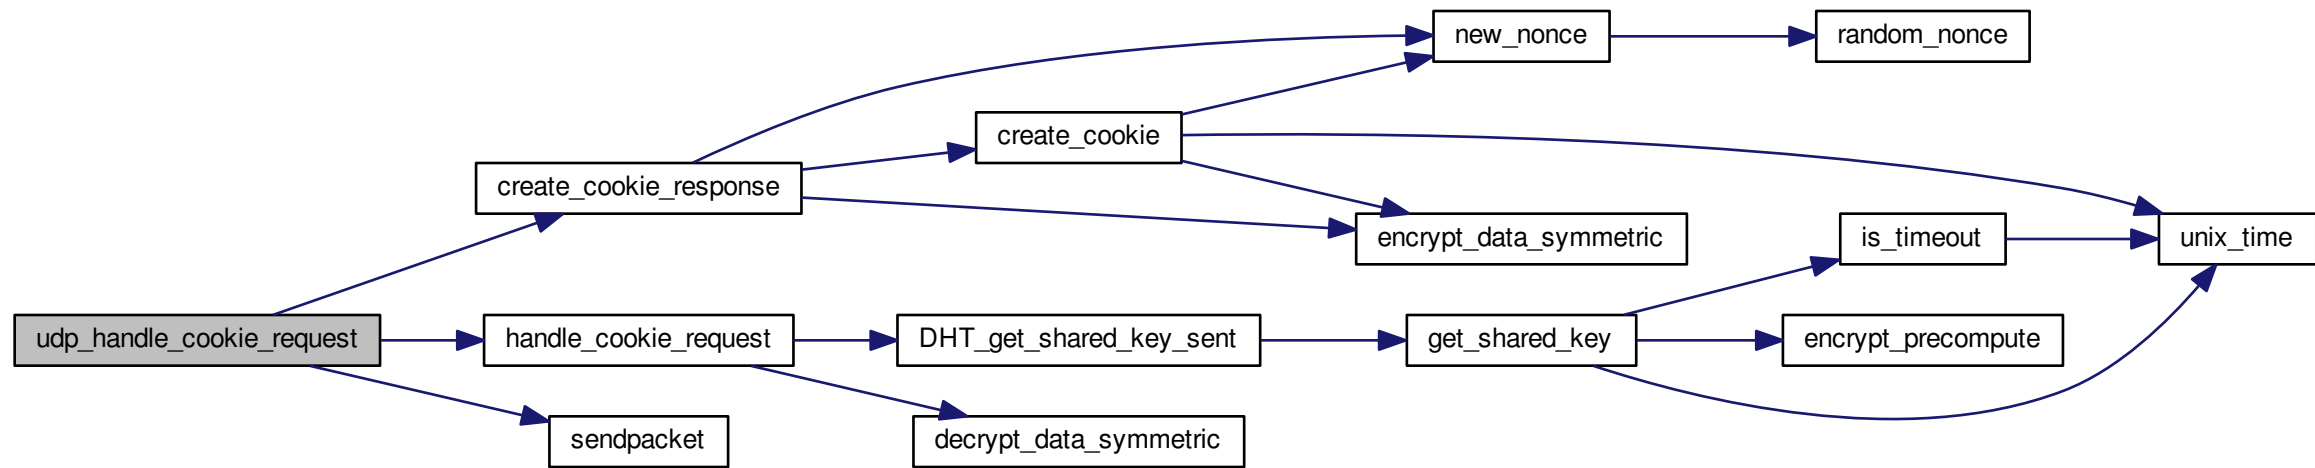 new_nonce
random_nonce
create_cookie
create_cookie_response
encrypt_data_symmetric
is_timeout
unix_time
udp_handle_cookie_request
handle_cookie_request
DHT_get_shared_key_sent
get_shared_key
encrypt_precompute
sendpacket
decrypt_data_symmetric